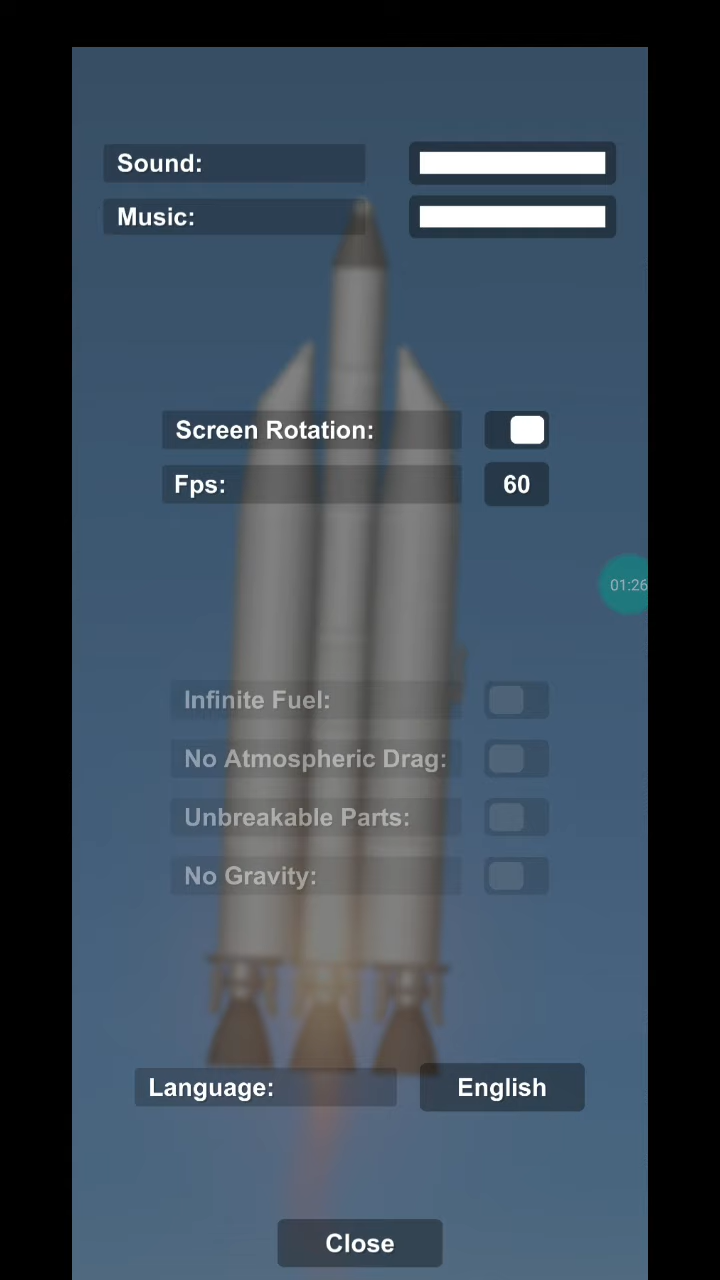 Sound:
Music:
Screen Rotation:
Fps: 60
01:26
Infinite Fuel:
No Atmospheric Drag:
Unbreakable Parts:
No Gravity:
Language: English
Close